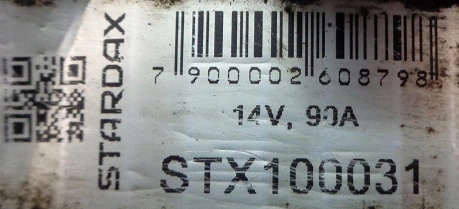 STARDAX
7 900002 608798
14V, 90A
STX100031